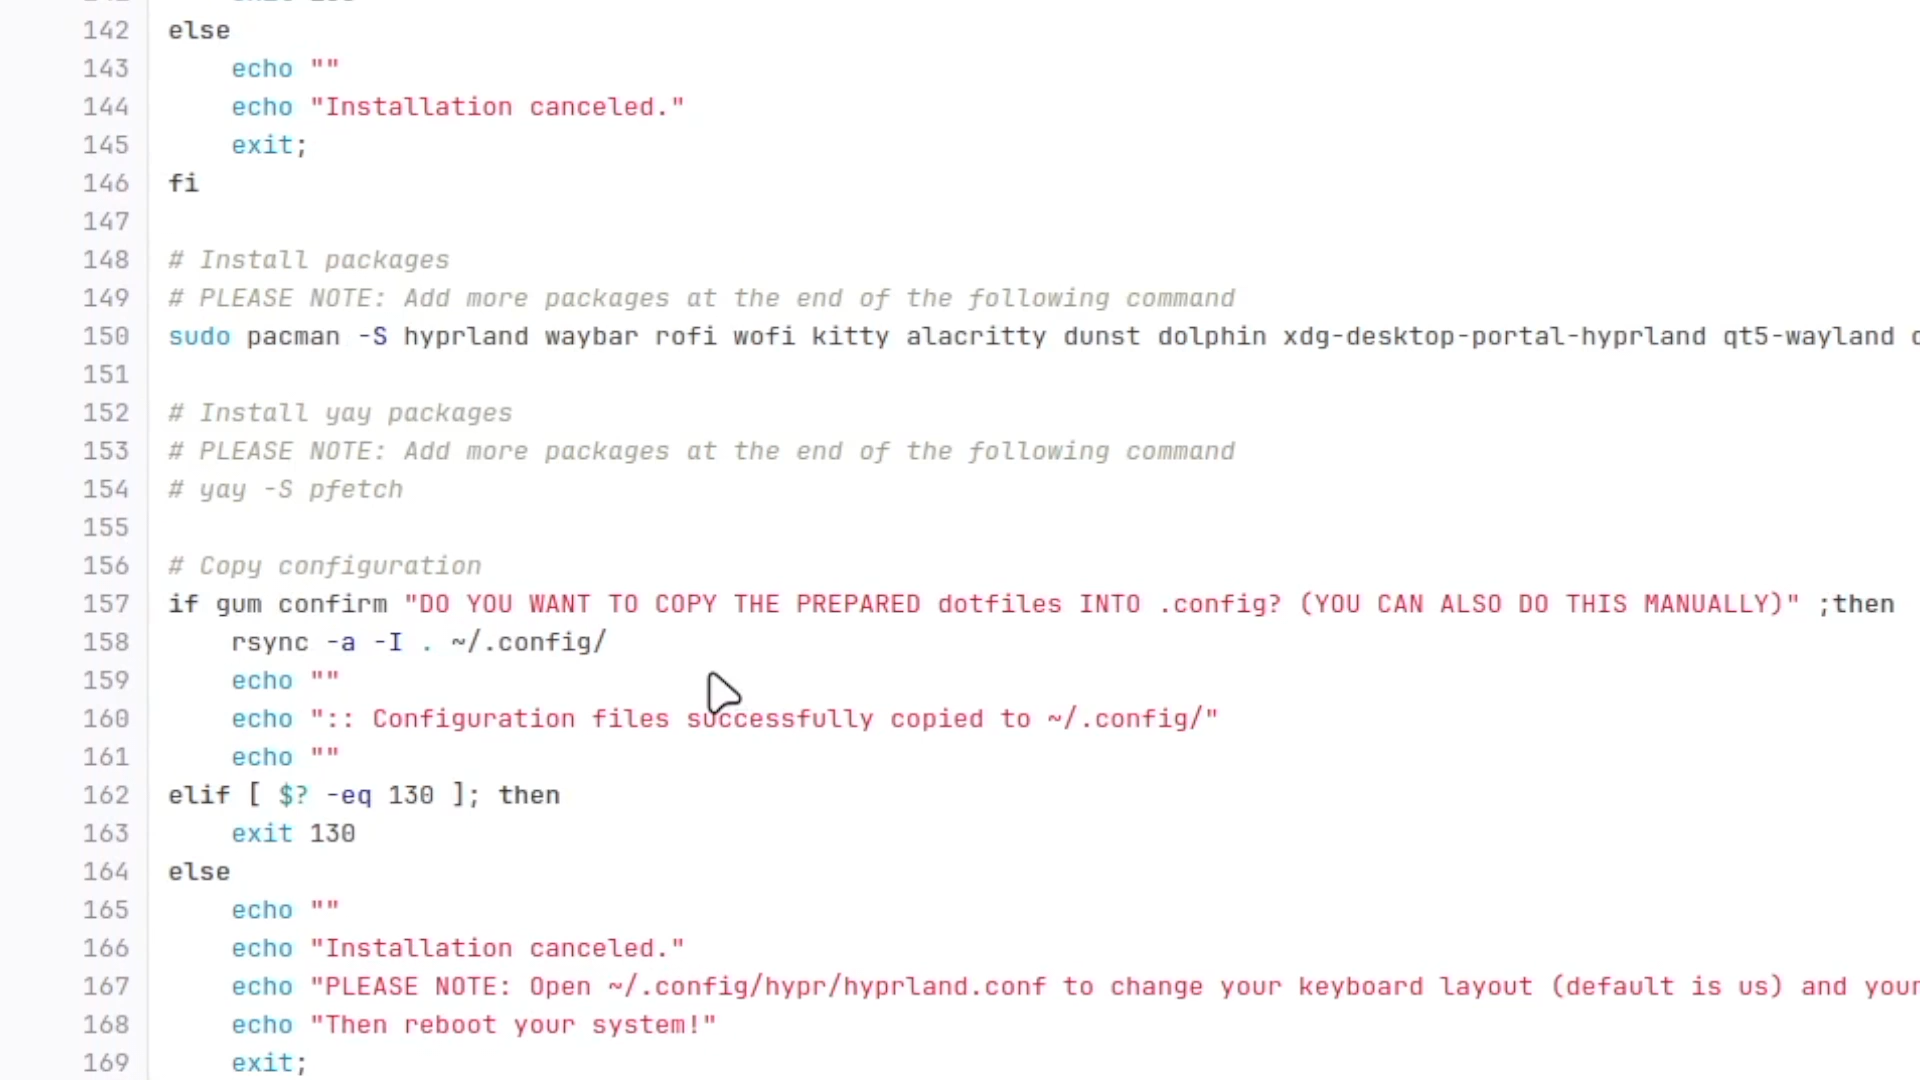 142 else
143     echo ""
144     echo "Installation canceled."
145     exit;
146 fi
147
148 # Install packages
149 # PLEASE NOTE: Add more packages at the end of the following command
150 sudo pacman -S hyprland waybar rofi wofi kitty alacritty dunst dolphin xdg-desktop-portal-hyprland qt5-wayland
151
152 # Install yay packages
153 # PLEASE NOTE: Add more packages at the end of the following command
154 # yay -S pfetch
155
156 # Copy configuration
157 if gum confirm "DO YOU WANT TO COPY THE PREPARED dotfiles INTO .config? (YOU CAN ALSO DO THIS MANUALLY)" ;then
158     rsync -a -I . ~/.config/
159     echo ""
160     echo ":: Configuration files successfully copied to ~/.config/"
161     echo ""
162 elif [ $? -eq 130 ]; then
163     exit 130
164 else
165     echo ""
166     echo "Installation canceled."
167     echo "PLEASE NOTE: Open ~/.config/hypr/hyprland.conf to change your keyboard layout (default is us) and your
168     echo "Then reboot your system!"
169     exit;